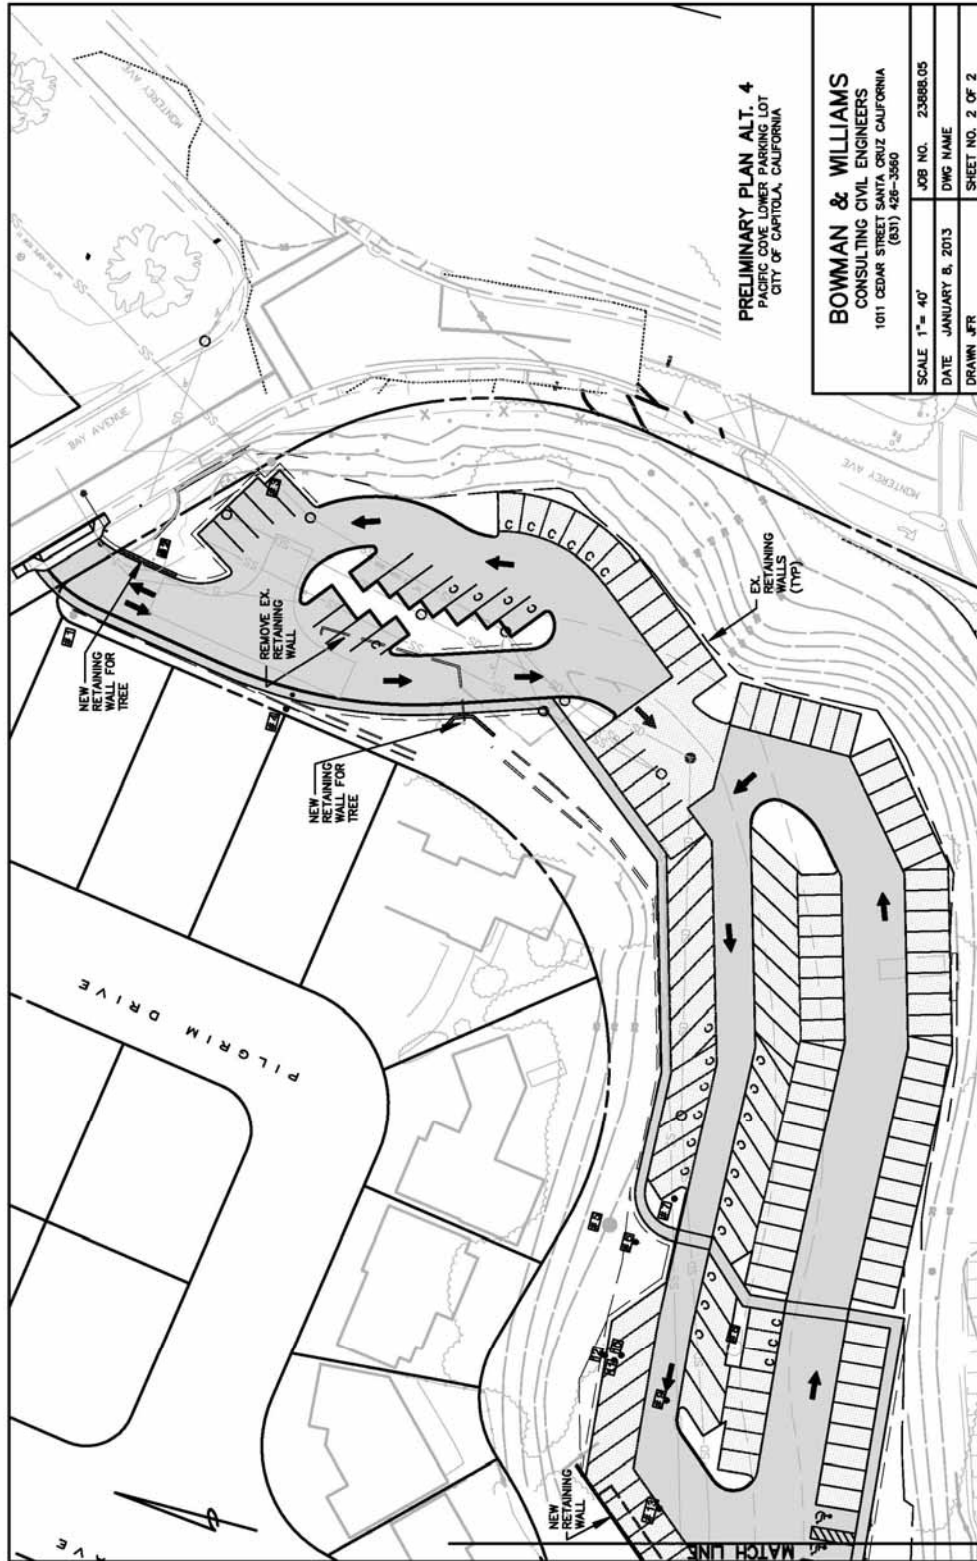 PRELIMINARY PLAN ALT. 4
PACIFIC COVE LOWER PARKING LOT
CITY OF CAPITOLA, CALIFORNIA
BOWMAN & WILLIAMS
CONSULTING CIVIL ENGINEERS
1011 CEDAR STREET SANTA CRUZ CALIFORNIA
(831) 426-3560
SCALE 1"= 40'
JOB NO. 23888.05
DATE JANUARY 8, 2013
DWG NAME
DRAWN JFR
SHEET NO. 2 OF 2
MONTEREY AVE
BAY AVENUE
MONTEREY AVE
NEW
RETAINING
WALL FOR
TREE
REMOVE EX.
RETAINING
WALL
NEW
RETAINING
WALL FOR
TREE
EX.
RETAINING
WALLS
(TYP)
PILGRIM DRIVE
NEW
RETAINING
WALL
MATCH LINE
AVE